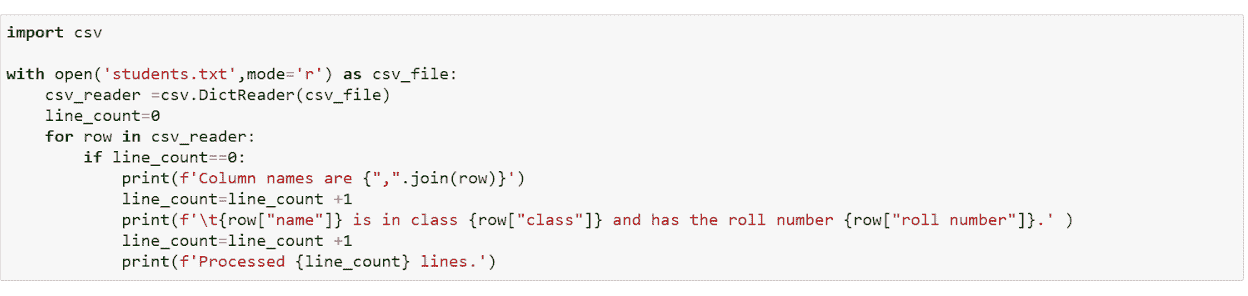 import csv

with open('students.txt',mode='r') as csv_file:
    csv_reader =csv.DictReader(csv_file)
    line_count=0
    for row in csv_reader:
        if line_count==0:
            print(f'Column names are {",".join(row)}')
            line_count=line_count +1
            print(f'\t{row["name"]} is in class {row["class"]} and has the roll number {row["roll number"]}.' )
            line_count=line_count +1
            print(f'Processed {line_count} lines.')